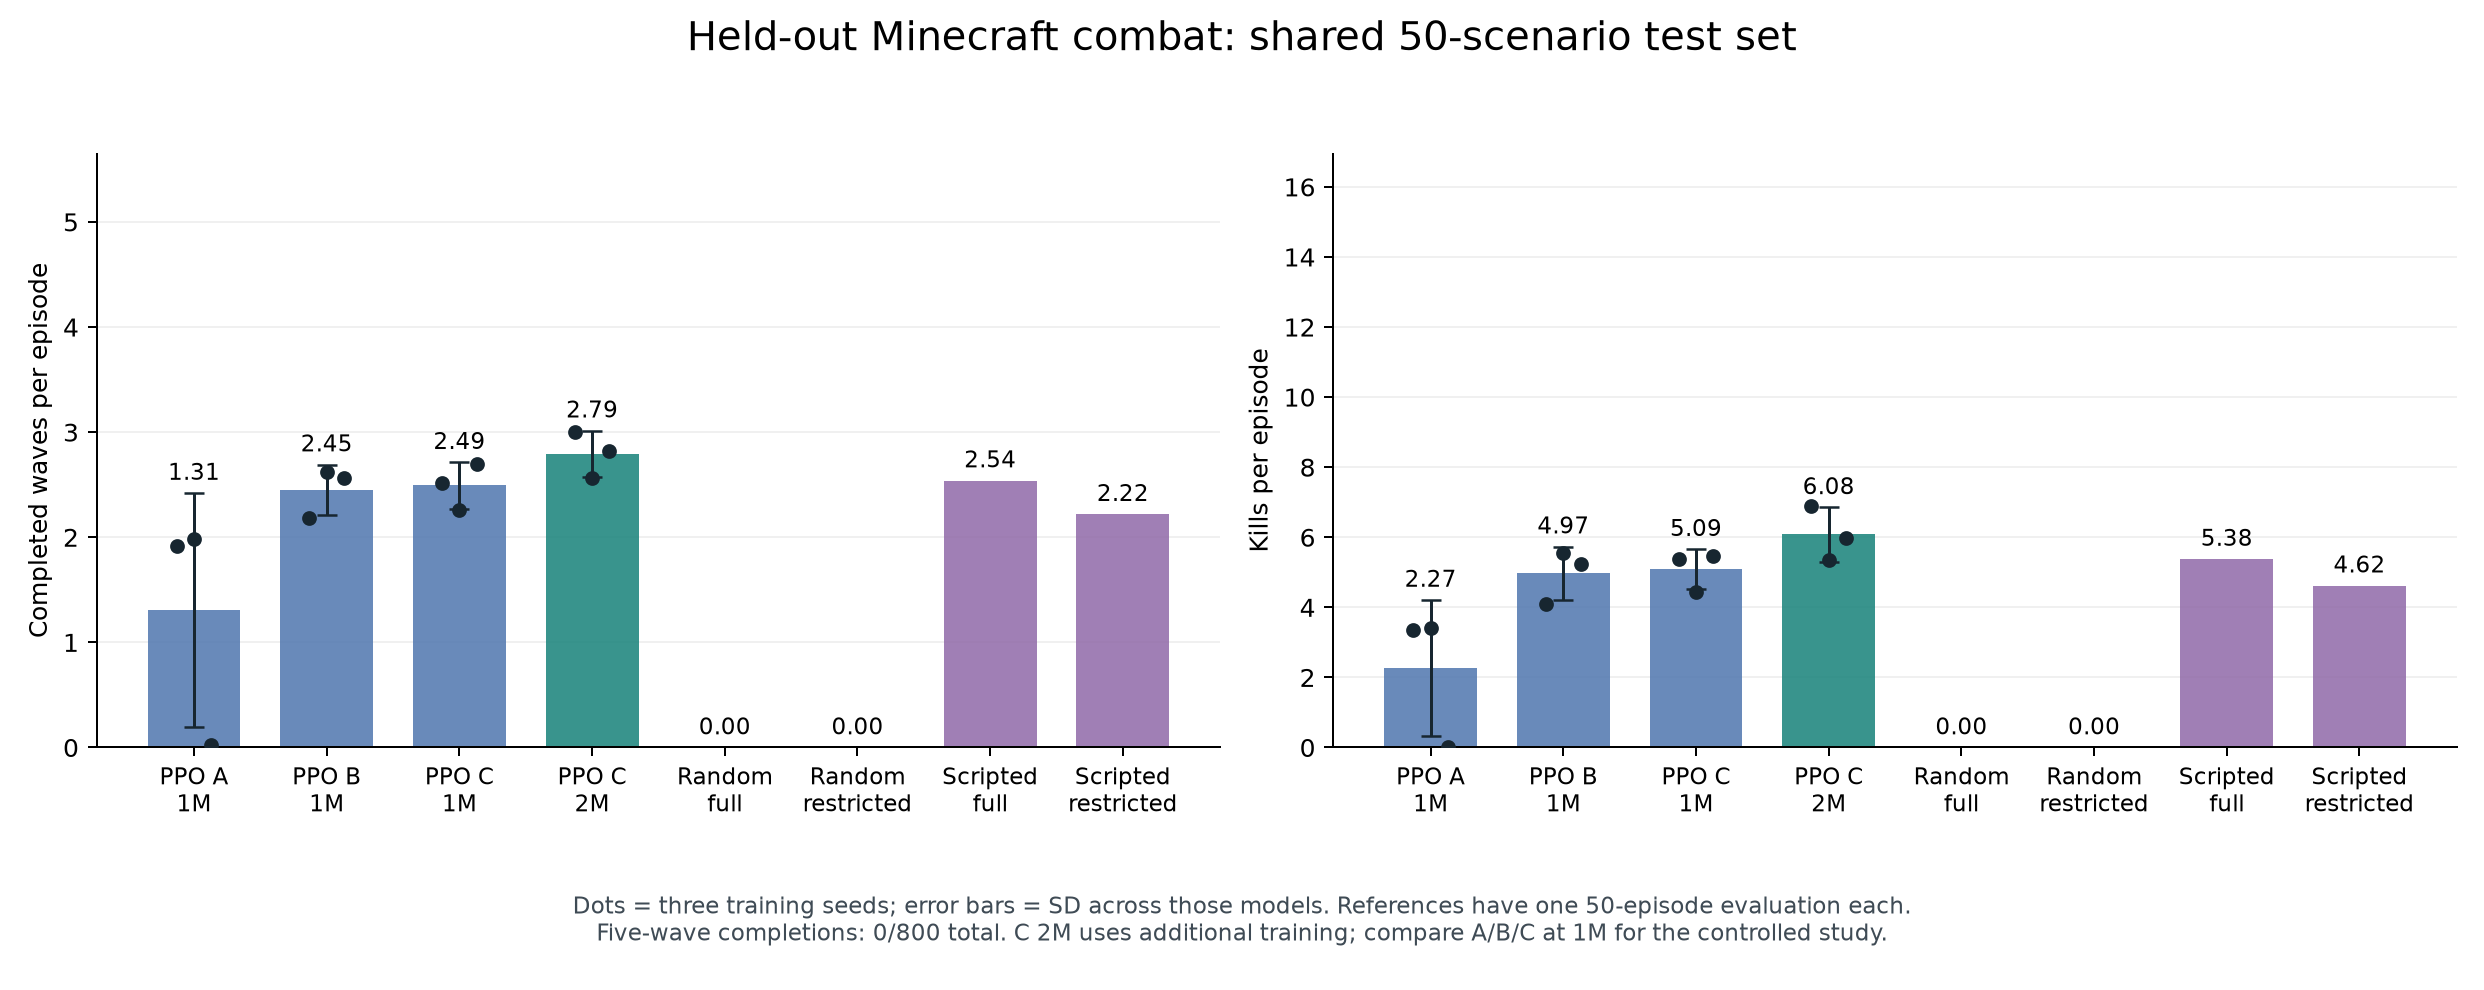 Held-out Minecraft combat: shared 50-scenario test set
Completed waves per episode
5
4
3
2
1
0
1.31
2.45
2.49
2.79
0.00
0.00
2.54
2.22
PPO A
1M
PPO B
1M
PPO C
1M
PPO C
2M
Random
full
Random
restricted
Scripted
full
Scripted
restricted
Kills per episode
16
14
12
10
8
6
4
2
0
2.27
4.97
5.09
6.08
0.00
0.00
5.38
4.62
PPO A
1M
PPO B
1M
PPO C
1M
PPO C
2M
Random
full
Random
restricted
Scripted
full
Scripted
restricted
Dots = three training seeds; error bars = SD across those models. References have one 50-episode evaluation each.
Five-wave completions: 0/800 total. C 2M uses additional training; compare A/B/C at 1M for the controlled study.